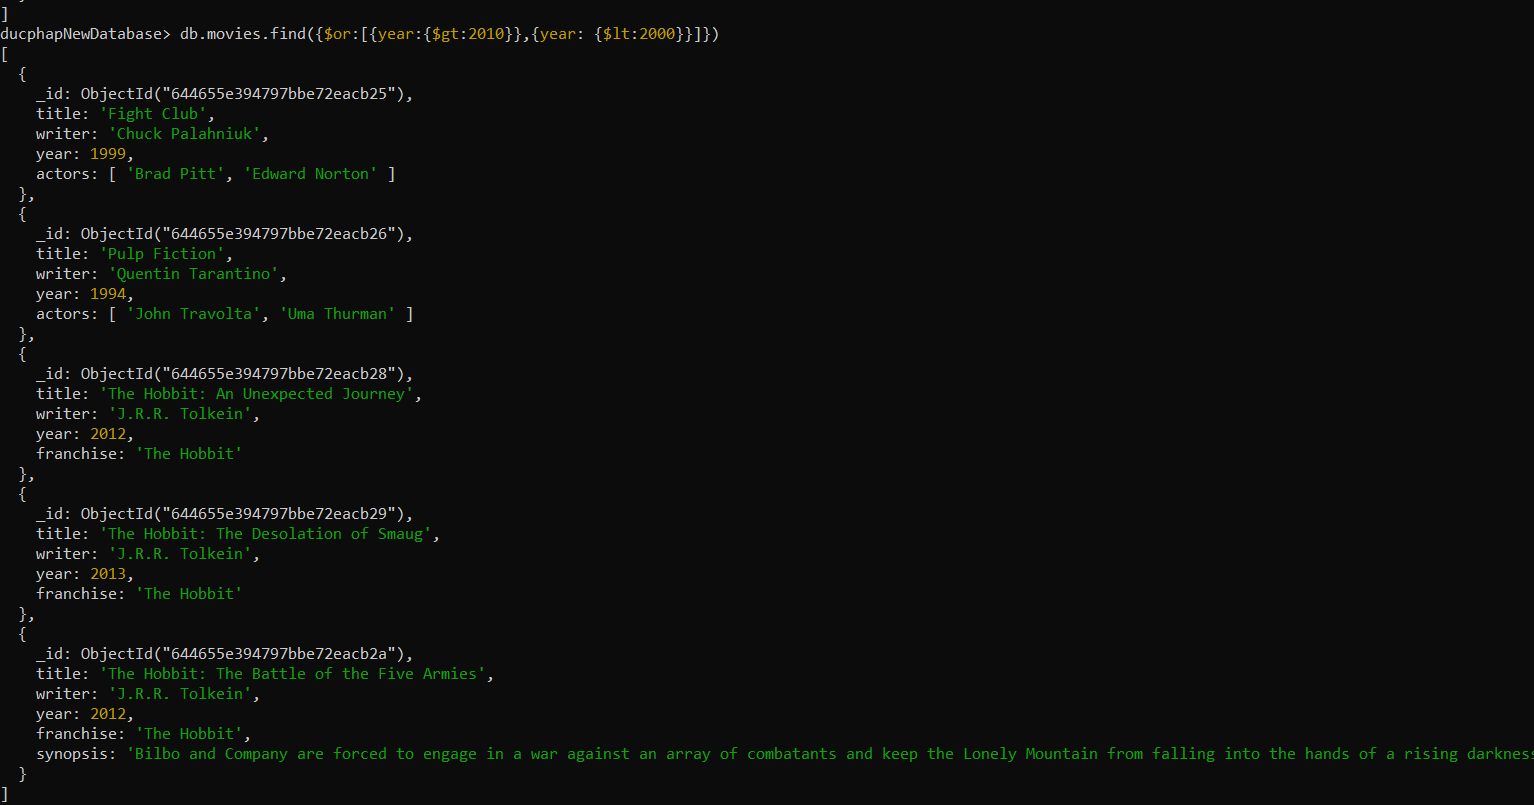 ]
ducphapNewDatabase> db.movies.find({$or:[{year:{$gt:2010}},{year: {$lt:2000}}]})
[
  {
    _id: ObjectId("644655e394797bbe72eacb25"),
    title: 'Fight Club',
    writer: 'Chuck Palahniuk',
    year: 1999,
    actors: [ 'Brad Pitt', 'Edward Norton' ]
  },
  {
    _id: ObjectId("644655e394797bbe72eacb26"),
    title: 'Pulp Fiction',
    writer: 'Quentin Tarantino',
    year: 1994,
    actors: [ 'John Travolta', 'Uma Thurman' ]
  },
  {
    _id: ObjectId("644655e394797bbe72eacb28"),
    title: 'The Hobbit: An Unexpected Journey',
    writer: 'J.R.R. Tolkein',
    year: 2012,
    franchise: 'The Hobbit'
  },
  {
    _id: ObjectId("644655e394797bbe72eacb29"),
    title: 'The Hobbit: The Desolation of Smaug',
    writer: 'J.R.R. Tolkein',
    year: 2013,
    franchise: 'The Hobbit'
  },
  {
    _id: ObjectId("644655e394797bbe72eacb2a"),
    title: 'The Hobbit: The Battle of the Five Armies',
    writer: 'J.R.R. Tolkein',
    year: 2012,
    franchise: 'The Hobbit',
    synopsis: 'Bilbo and Company are forced to engage in a war against an array of combatants and keep the Lonely Mountain from falling into the hands of a rising darkness
  }
]